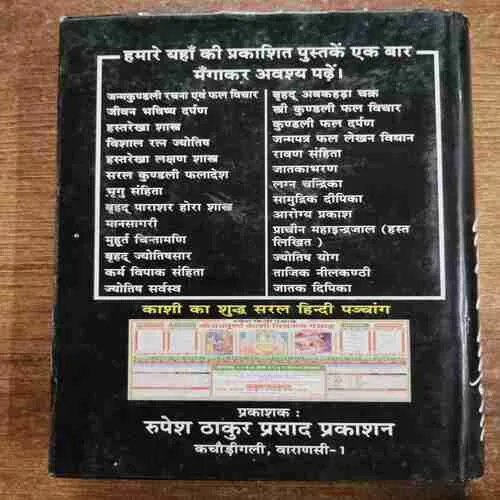 हमारे यहाँ की प्रकाशित पुस्तकें एक बार
मँगाकर अवश्य पढ़ें।
जन्मकुण्डली रचना एवं फल विचार
जीवन भविष्य दर्पण
हस्तरेखा शास्त्र
विशाल रत्न ज्योतिष
हस्तरेखा लक्षण शास्त्र
सरल कुण्डली फलादेश
भृगु संहिता
बृहद् पाराशर होरा शास्त्र
मानसागरी
मुहूर्त चिन्तामणि
बृहद् ज्योतिषसार
कर्म विपाक संहिता
ज्योतिष सर्वस्व
बृहद् अबकहड़ा चक्र
स्त्री कुण्डली फल विचार
कुण्डली फल दर्पण
जन्मपत्र फल लेखन विधान
रावण संहिता
जातकाभरण
लग्न चन्द्रिका
सामुद्रिक दीपिका
आरोग्य प्रकाश
प्राचीन महाइन्द्रजाल (हस्त
लिखित )
ज्योतिष योग
ताजिक नीलकण्ठी
जातक दिपिका
काशी का शुद्ध सरल हिन्दी पञ्चांग
प्रकाशक :
रुपेश ठाकुर प्रसाद प्रकाशन
कचौड़ीगली, वाराणसी-1